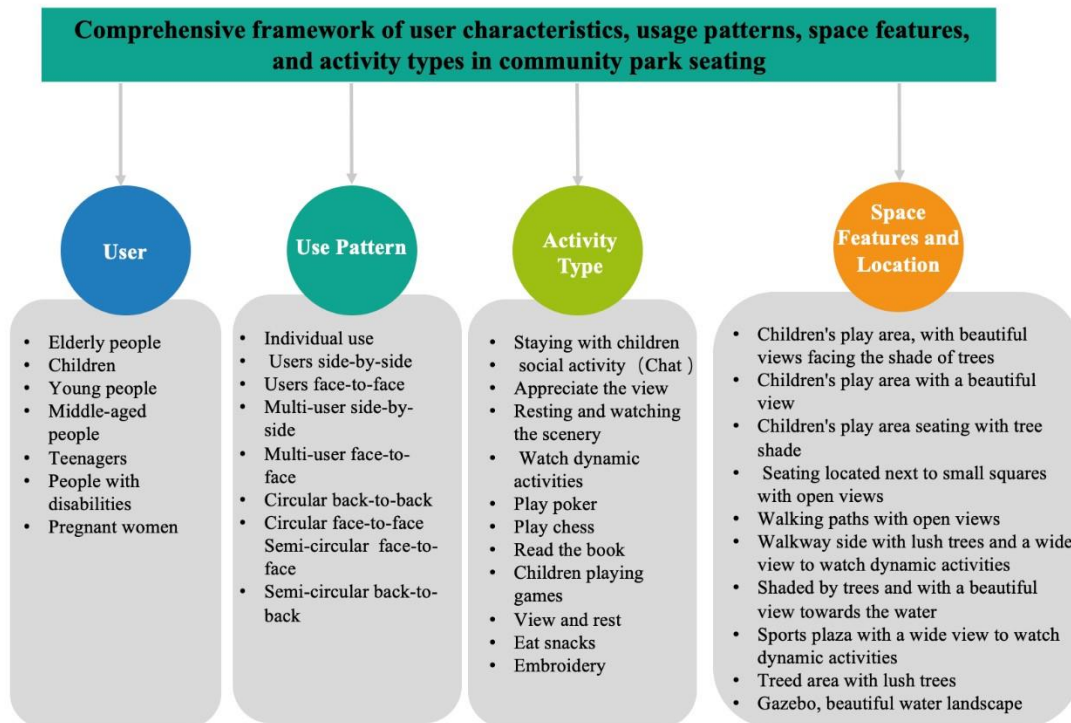 Comprehensive framework of user characteristics, usage patterns, space features,
and activity types in community park seating
User
• Elderly people
• Children
• Young people
• Middle-aged
people
• Teenagers
• People with
disabilities
• Pregnant women
Use Pattern
• Individual use
• Users side-by-side
• Users face-to-face
• Multi-user side-by-
side
• Multi-user face-to-
face
• Circular back-to-back
• Circular face-to-face
Semi-circular face-to-
face
• Semi-circular back-to-
back
Activity
Type
• Staying with children
• social activity（Chat ）
• Appreciate the view
• Resting and watching
the scenery
• Watch dynamic
activities
• Play poker
• Play chess
• Read the book
• Children playing
games
• View and rest
• Eat snacks
• Embroidery
Space
Features and
Location
• Children's play area, with beautiful
views facing the shade of trees
• Children's play area with a beautiful
view
• Children's play area seating with tree
shade
• Seating located next to small squares
with open views
• Walking paths with open views
• Walkway side with lush trees and a wide
view to watch dynamic activities
• Shaded by trees and with a beautiful
view towards the water
• Sports plaza with a wide view to watch
dynamic activities
• Treed area with lush trees
• Gazebo, beautiful water landscape